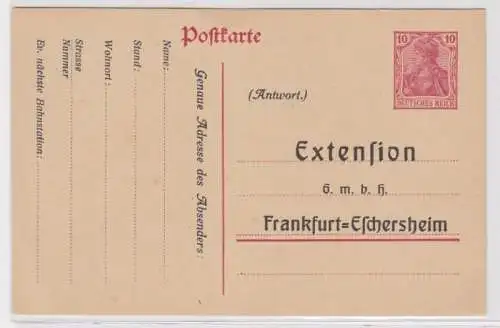 Postkarte
10 10
DEUTSCHES REICH
(Antwort.)
Extenſion
G. m. b. H.
Frankfurt=Eſchersheim
Genaue Adresse des Absenders:
Name:
Stand:
Wohnort:
Strasse
Nummer
Ev. nächste Bahnstation: